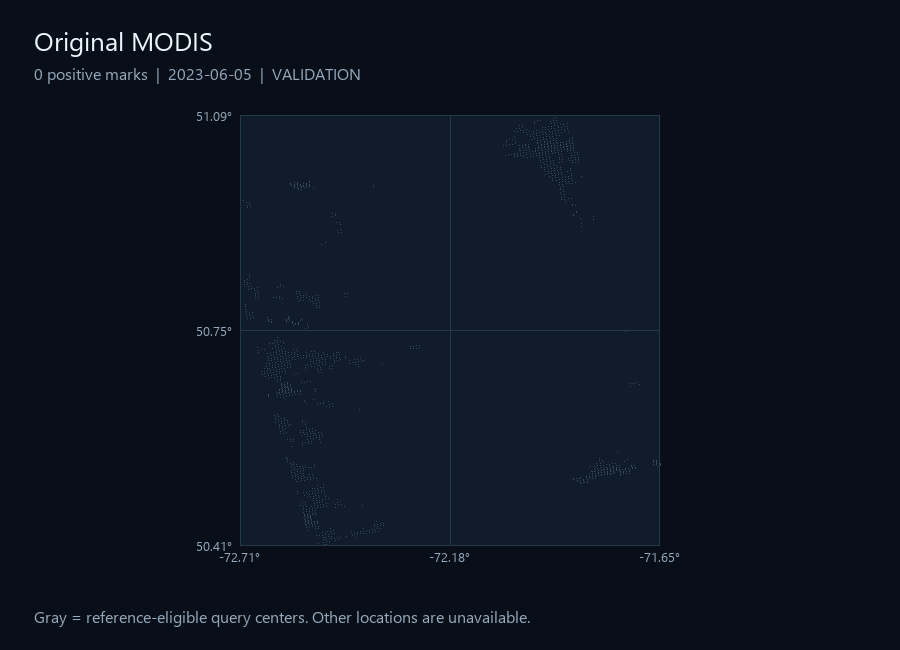 Original MODIS
0 positive marks | 2023-06-05 | VALIDATION
51.09°
50.75°
50.41°
-72.71°
-72.18°
-71.65°
Gray = reference-eligible query centers. Other locations are unavailable.